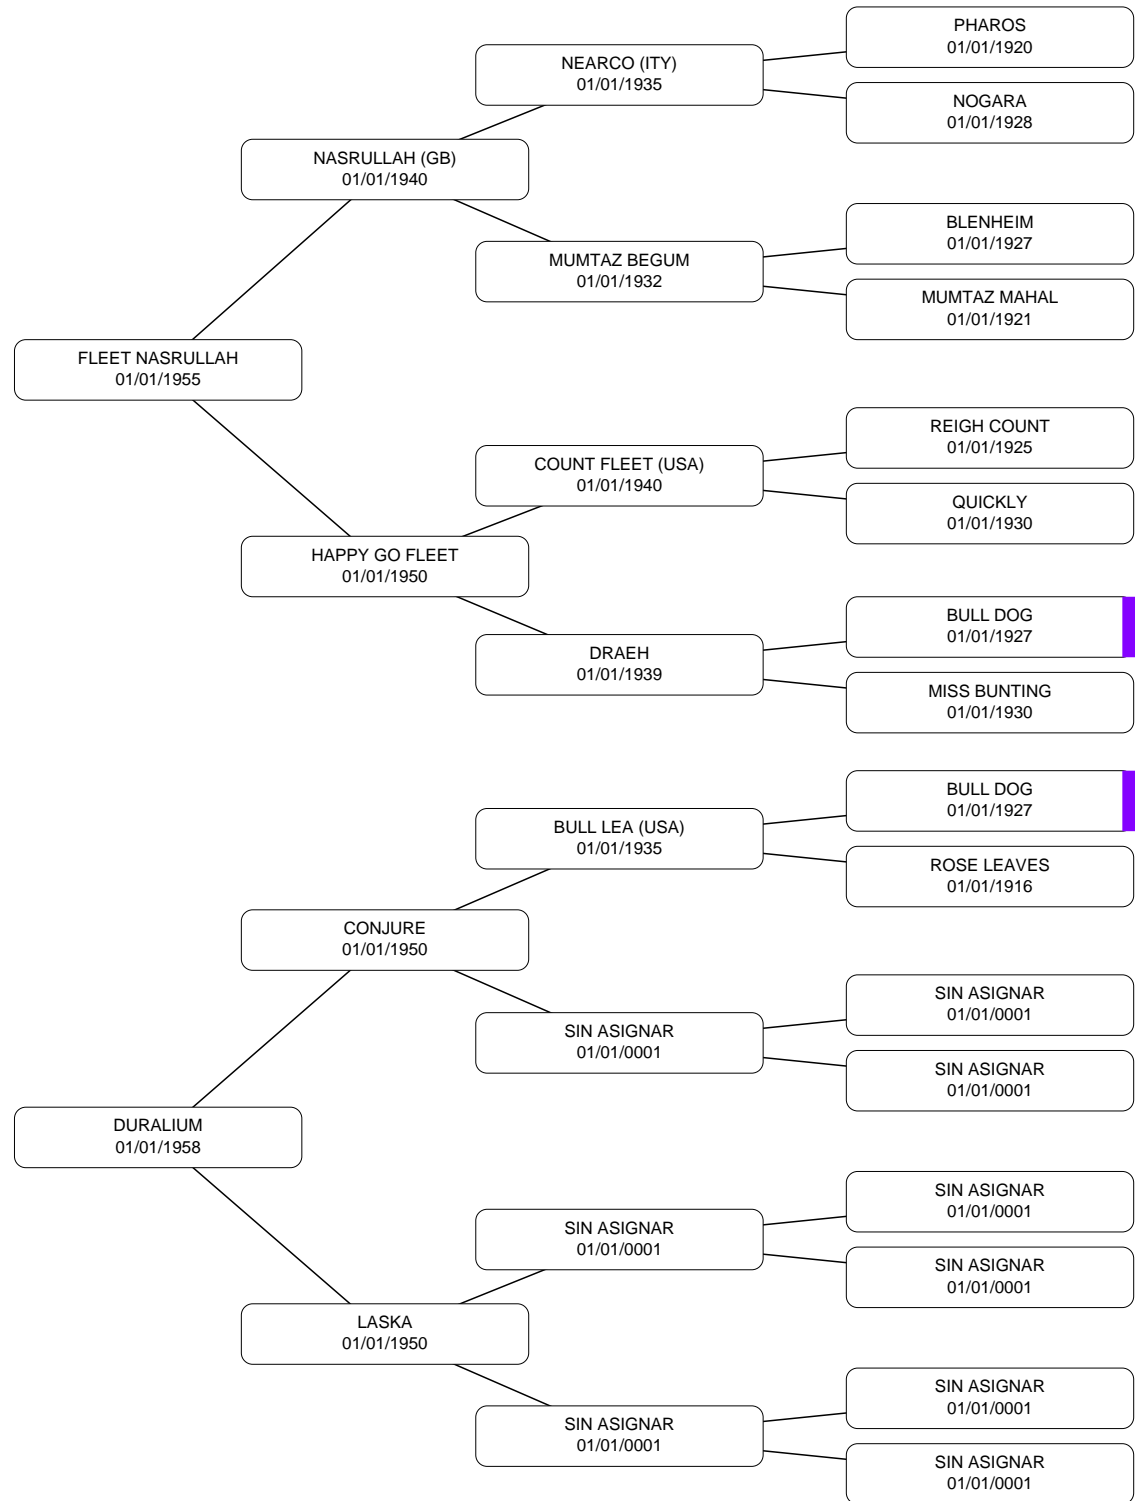 PHAROS
01/01/1920
NEARCO (ITY)
01/01/1935
NOGARA
01/01/1928
NASRULLAH (GB)
01/01/1940
BLENHEIM
01/01/1927
MUMTAZ BEGUM
01/01/1932
MUMTAZ MAHAL
01/01/1921
FLEET NASRULLAH
01/01/1955
REIGH COUNT
01/01/1925
COUNT FLEET (USA)
01/01/1940
QUICKLY
01/01/1930
HAPPY GO FLEET
01/01/1950
BULL DOG
01/01/1927
DRAEH
01/01/1939
MISS BUNTING
01/01/1930
BULL DOG
01/01/1927
BULL LEA (USA)
01/01/1935
ROSE LEAVES
01/01/1916
CONJURE
01/01/1950
SIN ASIGNAR
01/01/0001
SIN ASIGNAR
01/01/0001
SIN ASIGNAR
01/01/0001
DURALIUM
01/01/1958
SIN ASIGNAR
01/01/0001
SIN ASIGNAR
01/01/0001
SIN ASIGNAR
01/01/0001
LASKA
01/01/1950
SIN ASIGNAR
01/01/0001
SIN ASIGNAR
01/01/0001
SIN ASIGNAR
01/01/0001